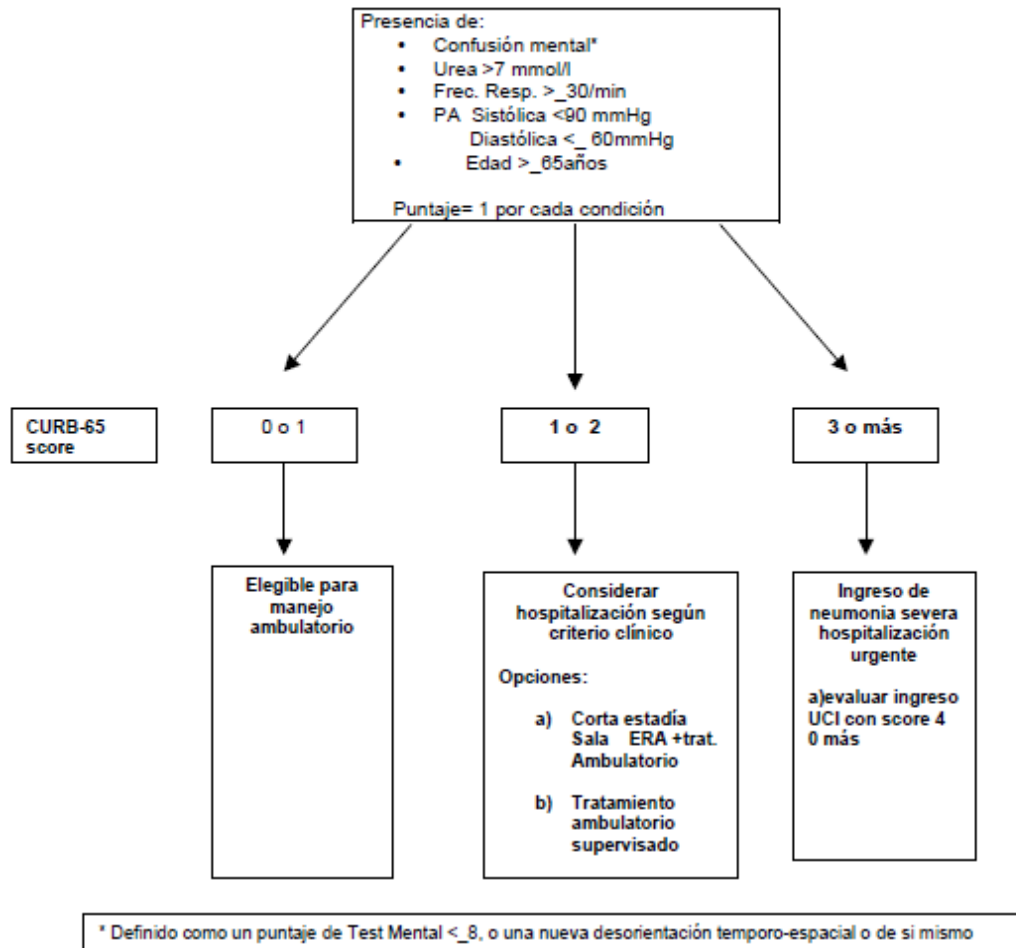 Presencia de:
• Confusión mental*
• Urea >7 mmol/l
• Frec. Resp. >_30/min
• PA Sistólica <90 mmHg
Diastólica <_ 60mmHg
• Edad >_65años
Puntaje= 1 por cada condición
CURB-65
score
0 o 1
1 o 2
3 o más
Elegible para
manejo
ambulatorio
Considerar
hospitalización según
criterio clínico
Opciones:
a) Corta estadía
Sala ERA +trat.
Ambulatorio
b) Tratamiento
ambulatorio
supervisado
Ingreso de
neumonia severa
hospitalización
urgente
a)evaluar ingreso
UCI con score 4
0 más
* Definido como un puntaje de Test Mental <_8, o una nueva desorientación temporo-espacial o de si mismo